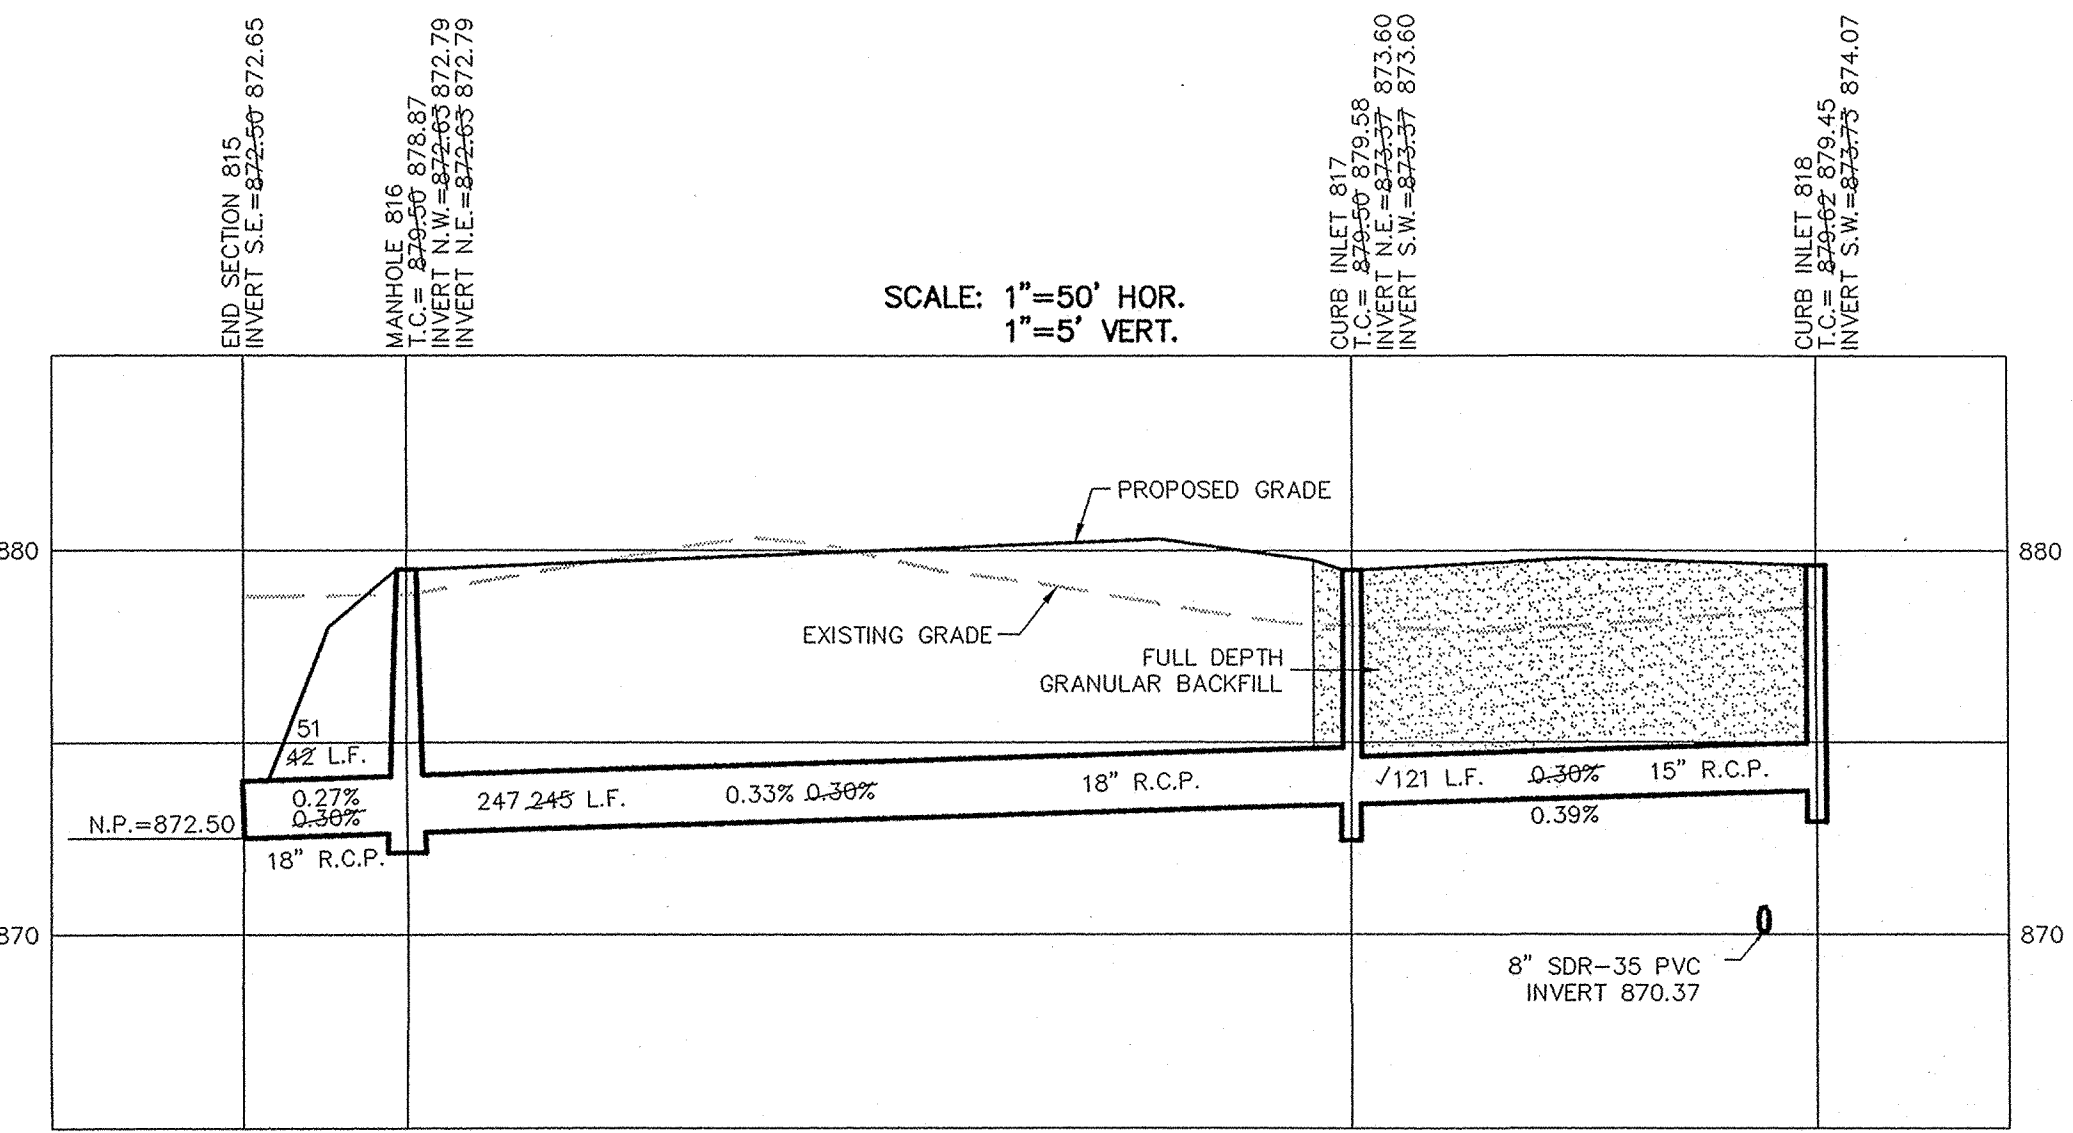 END SECTION 815
INVERT S.E.=872.50 872.65
MANHOLE 816
T.C.= 879.50 878.87
INVERT N.W.=872.63 872.79
INVERT N.E.=872.63 872.79
CURB INLET 817
T.C.= 879.50 879.58
INVERT N.E.=873.37 873.60
INVERT S.W.=873.37 873.60
CURB INLET 818
T.C.= 879.62 879.45
INVERT S.W.=873.73 874.07
SCALE: 1"=50' HOR.
1"=5' VERT.
PROPOSED GRADE
880
880
EXISTING GRADE
FULL DEPTH
GRANULAR BACKFILL
51
42 L.F.
0.27%
0.30%
18" R.C.P.
N.P.=872.50
247 245 L.F.
0.33% 0.30%
18" R.C.P.
√121 L.F.
0.30%
15" R.C.P.
0.39%
870
870
8" SDR-35 PVC
INVERT 870.37